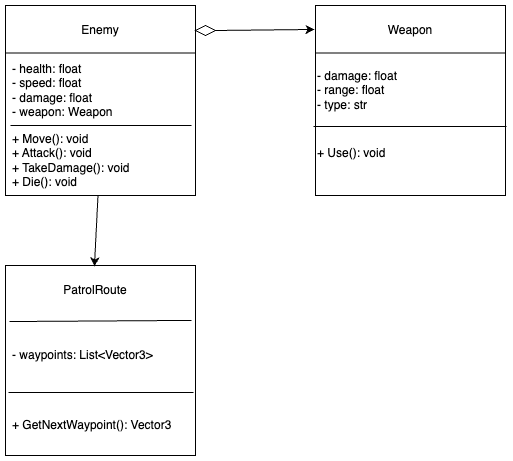 Enemy
- health: float
- speed: float
- damage: float
- weapon: Weapon
+ Move(): void
+ Attack(): void
+ TakeDamage(): void
+ Die(): void
Weapon
- damage: float
- range: float
- type: str
+ Use(): void
PatrolRoute
- waypoints: List<Vector3>
+ GetNextWaypoint(): Vector3